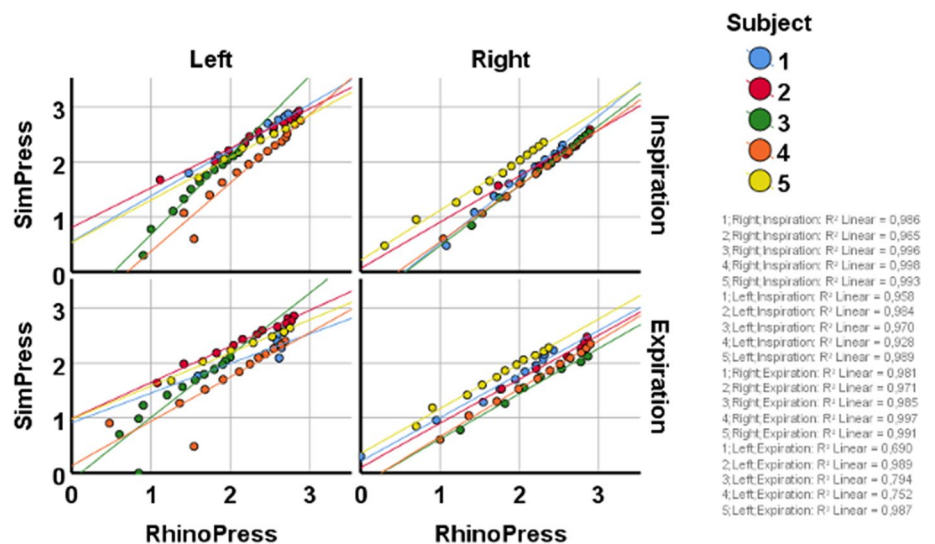 Subject
Left
Right
1
2
3
4
5
SimPress
3
2
1
0
Inspiration
SimPress
3
2
1
0
Expiration
0
1
2
3
0
1
2
3
RhinoPress
RhinoPress
1;Right;Inspiration: R² Linear = 0,986
2;Right;Inspiration: R² Linear = 0,965
3;Right;Inspiration: R² Linear = 0,996
4;Right;Inspiration: R² Linear = 0,998
5;Right;Inspiration: R² Linear = 0,993
1;Left;Inspiration: R² Linear = 0,958
2;Left;Inspiration: R² Linear = 0,984
3;Left;Inspiration: R² Linear = 0,970
4;Left;Inspiration: R² Linear = 0,928
5;Left;Inspiration: R² Linear = 0,989
1;Right;Expiration: R² Linear = 0,981
2;Right;Expiration: R² Linear = 0,971
3;Right;Expiration: R² Linear = 0,985
4;Right;Expiration: R² Linear = 0,997
5;Right;Expiration: R² Linear = 0,991
1;Left;Expiration: R² Linear = 0,690
2;Left;Expiration: R² Linear = 0,989
3;Left;Expiration: R² Linear = 0,794
4;Left;Expiration: R² Linear = 0,752
5;Left;Expiration: R² Linear = 0,987